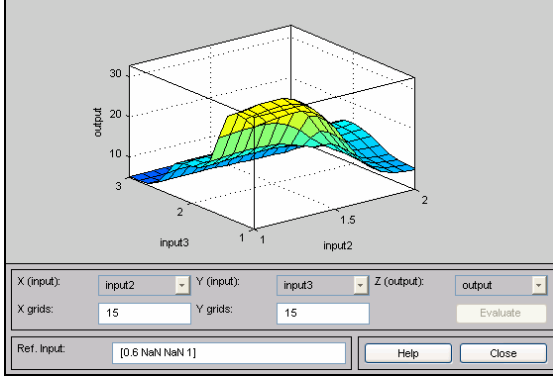 30
20
10
output
3
2
1
input3
1
1.5
2
input2
X (input): input2 Y (input): input3 Z (output): output
X grids: 15 Y grids: 15 Evaluate
Ref. Input: [0.6 NaN NaN 1] Help Close